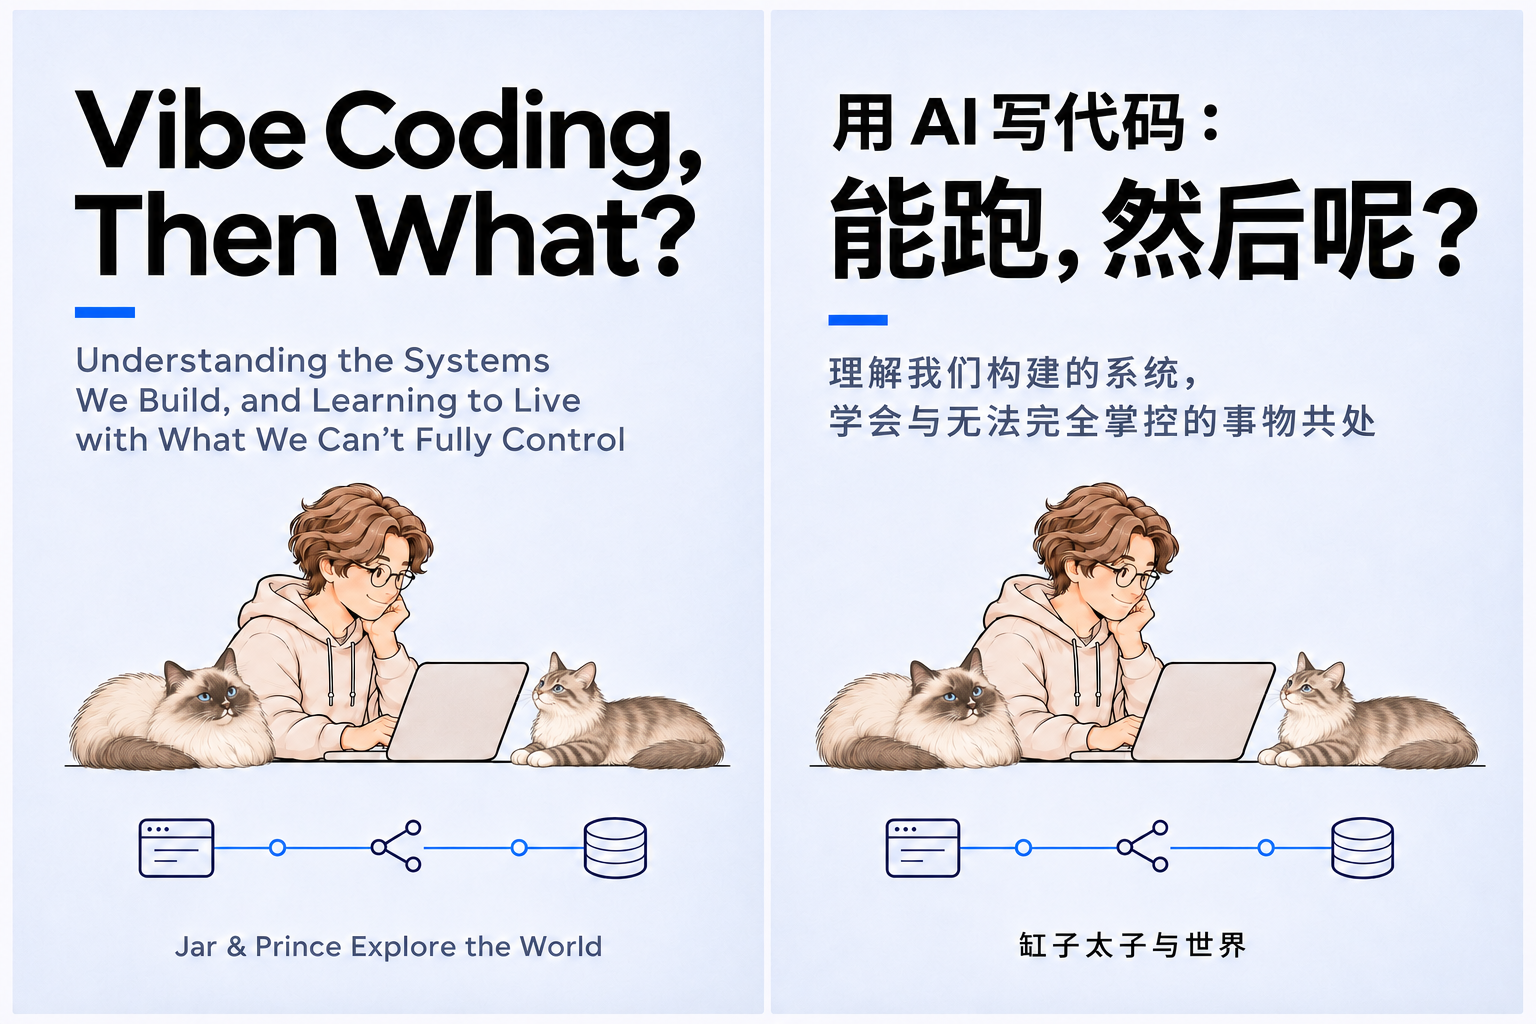 Vibe Coding,
Then What?
Understanding the Systems
We Build, and Learning to Live
with What We Can't Fully Control
Jar & Prince Explore the World
用 AI 写代码：
能跑，然后呢？
理解我们构建的系统，
学会与无法完全掌控的事物共处
缸子太子与世界